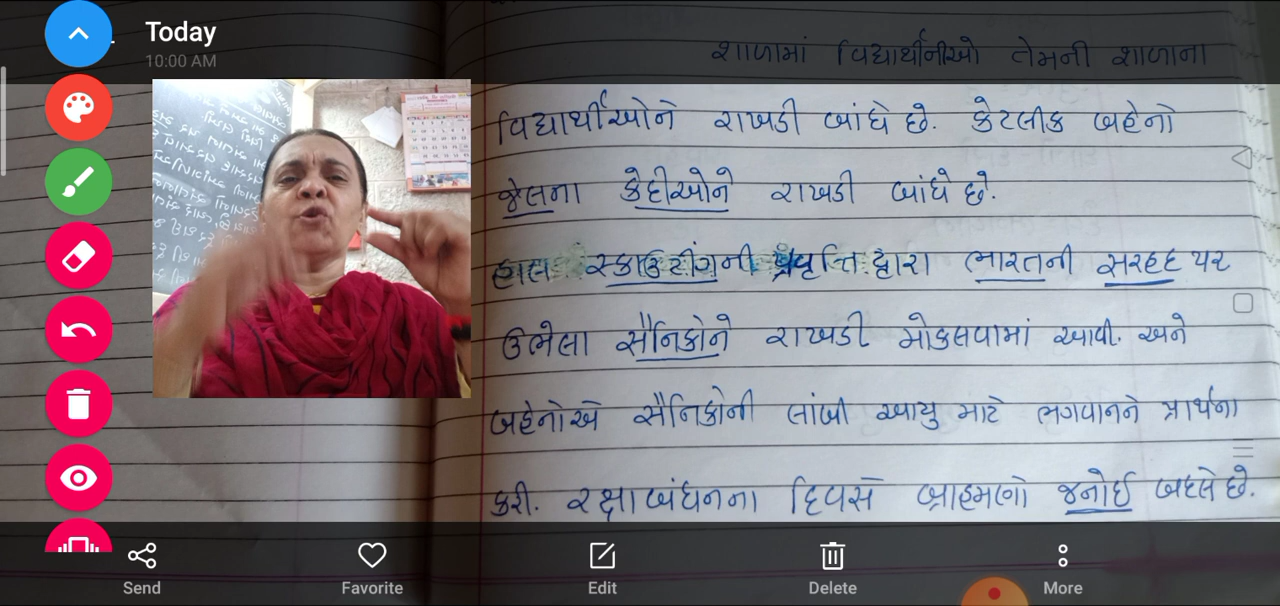 Today
10:00 AM
શાળામાં વિદ્યાર્થીનીઓ તેમની શાળાના
વિદ્યાર્થીઓને રાખડી બાંધે છે. કેટલીક બહેનો
જેલના કેદીઓને રાખડી બાંધે છે.
હાલ સ્કાઉટીંગની પ્રવૃત્તિ દ્વારા ભારતની સરહદ પર
ઉભેલા સૈનિકોને રાખડી મોકલવામાં આવી. અને
બહેનોએ સૈનિકોની લાંબી આયુ માટે ભગવાનને પ્રાર્થના
કરી. રક્ષાબંધનના દિવસે બ્રાહમણો જનોઈ બદલે છે.
Send
Favorite
Edit
Delete
More